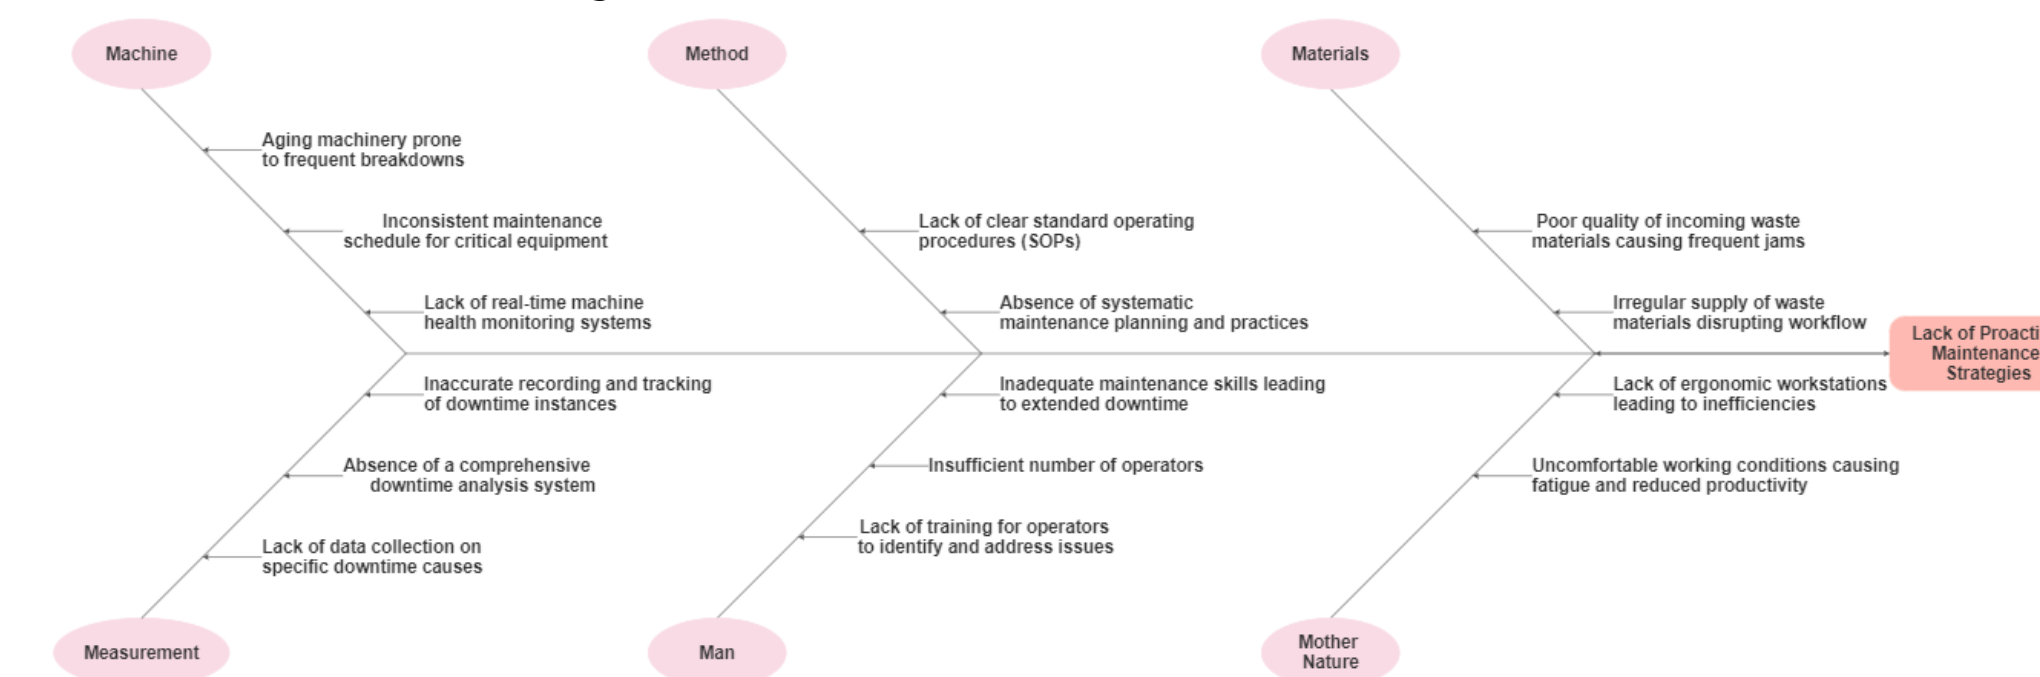 Machine
Method
Materials
Aging machinery prone
to frequent breakdowns
Inconsistent maintenance
schedule for critical equipment
Lack of real-time machine
health monitoring systems
Lack of clear standard operating
procedures (SOPs)
Absence of systematic
maintenance planning and practices
Poor quality of incoming waste
materials causing frequent jams
Irregular supply of waste
materials disrupting workflow
Lack of Proacti
Maintenance
Strategies
Inaccurate recording and tracking
of downtime instances
Absence of a comprehensive
downtime analysis system
Lack of data collection on
specific downtime causes
Inadequate maintenance skills leading
to extended downtime
Insufficient number of operators
Lack of training for operators
to identify and address issues
Lack of ergonomic workstations
leading to inefficiencies
Uncomfortable working conditions causing
fatigue and reduced productivity
Measurement
Man
Mother
Nature